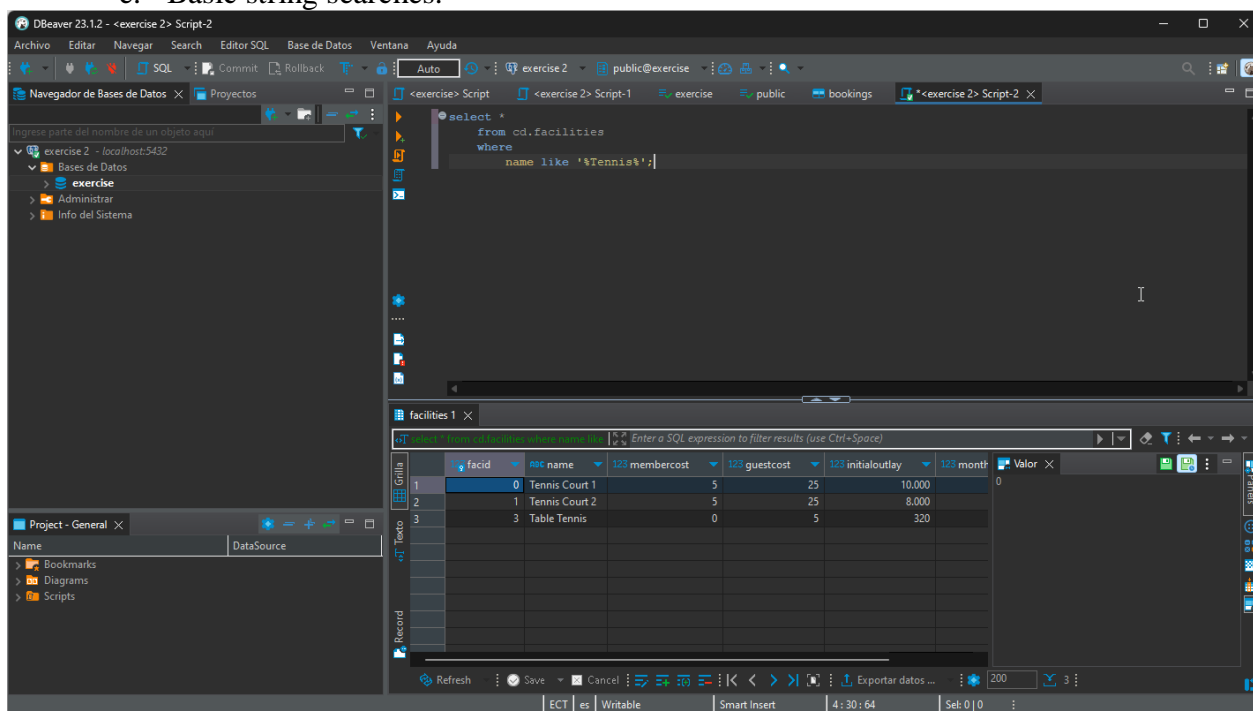 Basic string searches.
DBeaver 23.1.2 - <exercise 2> Script-2
Archivo Editar Navegar Search Editor SQL Base de Datos Ventana Ayuda
SQL Commit Rollback Auto exercise 2 public@exercise
Navegador de Bases de Datos Proyectos
<exercise> Script <exercise 2> Script-1 exercise public bookings *<exercise 2> Script-2
Ingrese parte del nombre de un objeto aquí
exercise 2 - localhost:5432
Bases de Datos
exercise
Administrar
Info del Sistema
select *
from cd.facilities
where
name like '%Tennis%';
facilities 1
select * from cd.facilities where name like Enter a SQL expression to filter results (use Ctrl+Space)
Grilla
Texto
Record
facid name membercost guestcost initialoutlay month
1 0 Tennis Court 1 5 25 10.000
2 1 Tennis Court 2 5 25 8.000
3 3 Table Tennis 0 5 320
Valor
0
Panels
Project - General
Name DataSource
Bookmarks
Diagrams
Scripts
Refresh Save Cancel Exportar datos ... 200 3
ECT es Writable Smart Insert 4 : 30 : 64 Sel: 0 | 0